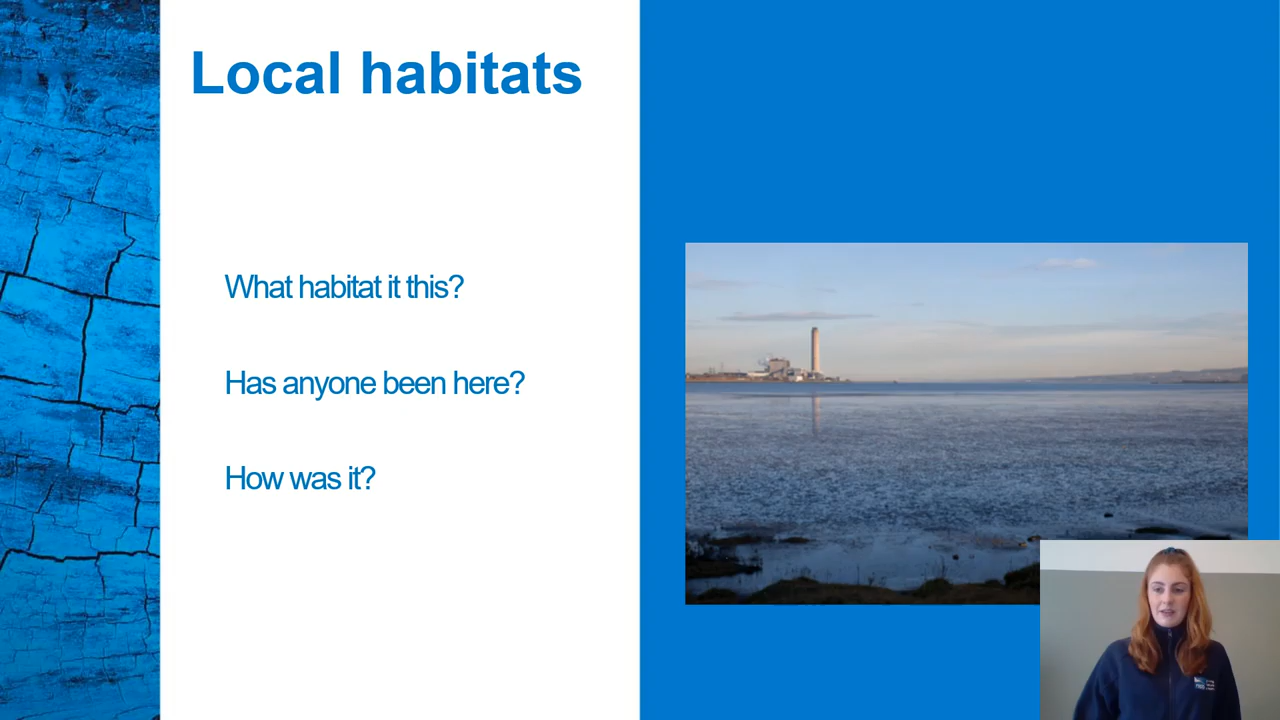 Local habitats
What habitat it this?
Has anyone been here?
How was it?